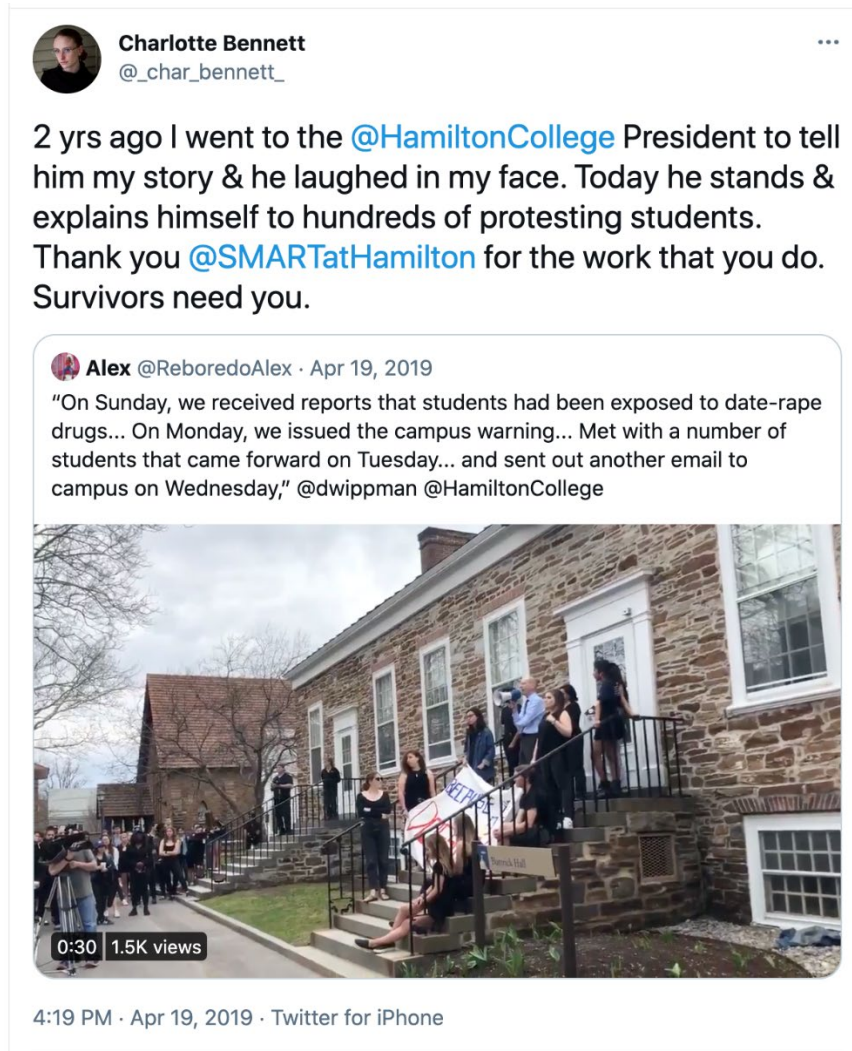 Charlotte Bennett
@_char_bennett_
2 yrs ago I went to the @HamiltonCollege President to tell
him my story & he laughed in my face. Today he stands &
explains himself to hundreds of protesting students.
Thank you @SMARTatHamilton for the work that you do.
Survivors need you.
Alex @ReboredoAlex · Apr 19, 2019
“On Sunday, we received reports that students had been exposed to date-rape
drugs... On Monday, we issued the campus warning... Met with a number of
students that came forward on Tuesday... and sent out another email to
campus on Wednesday,” @dwippman @HamiltonCollege
BECAUSE
Hall
0:30 1.5K views
4:19 PM · Apr 19, 2019 · Twitter for iPhone